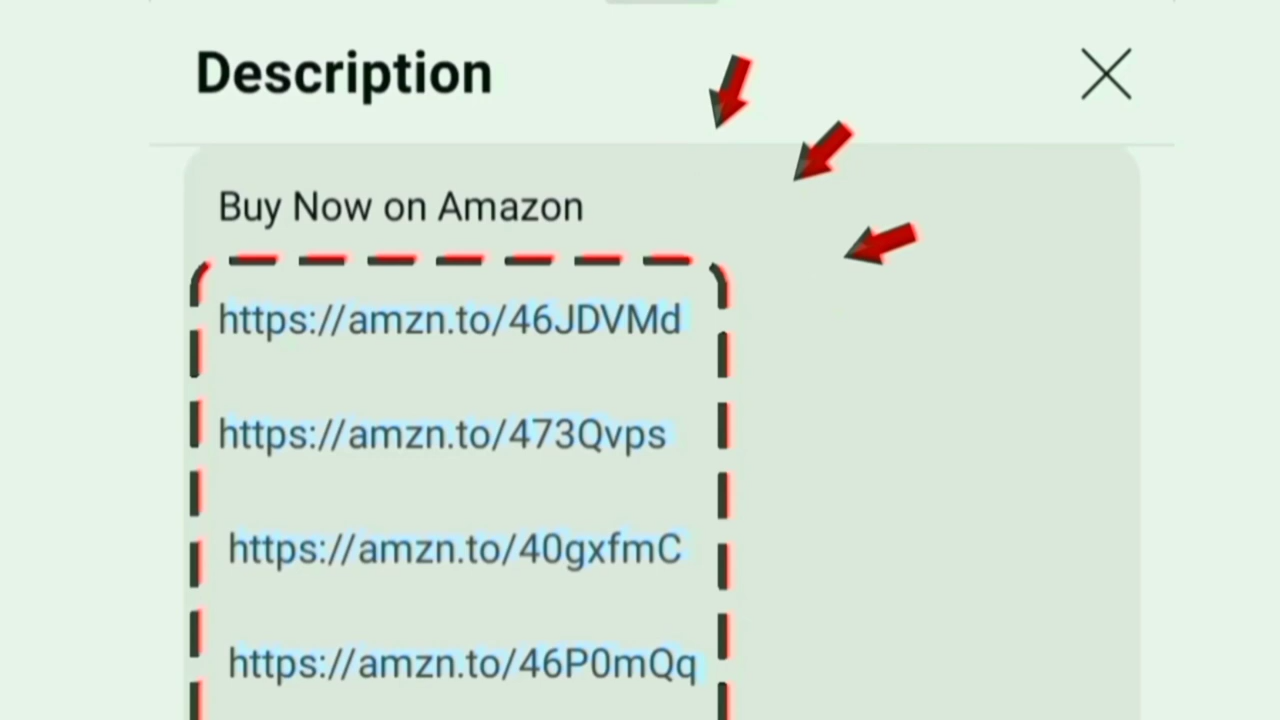 Description
Buy Now on Amazon
https://amzn.to/46JDVMd
https://amzn.to/473Qvps
https://amzn.to/40gxfmC
https://amzn.to/46P0mQq